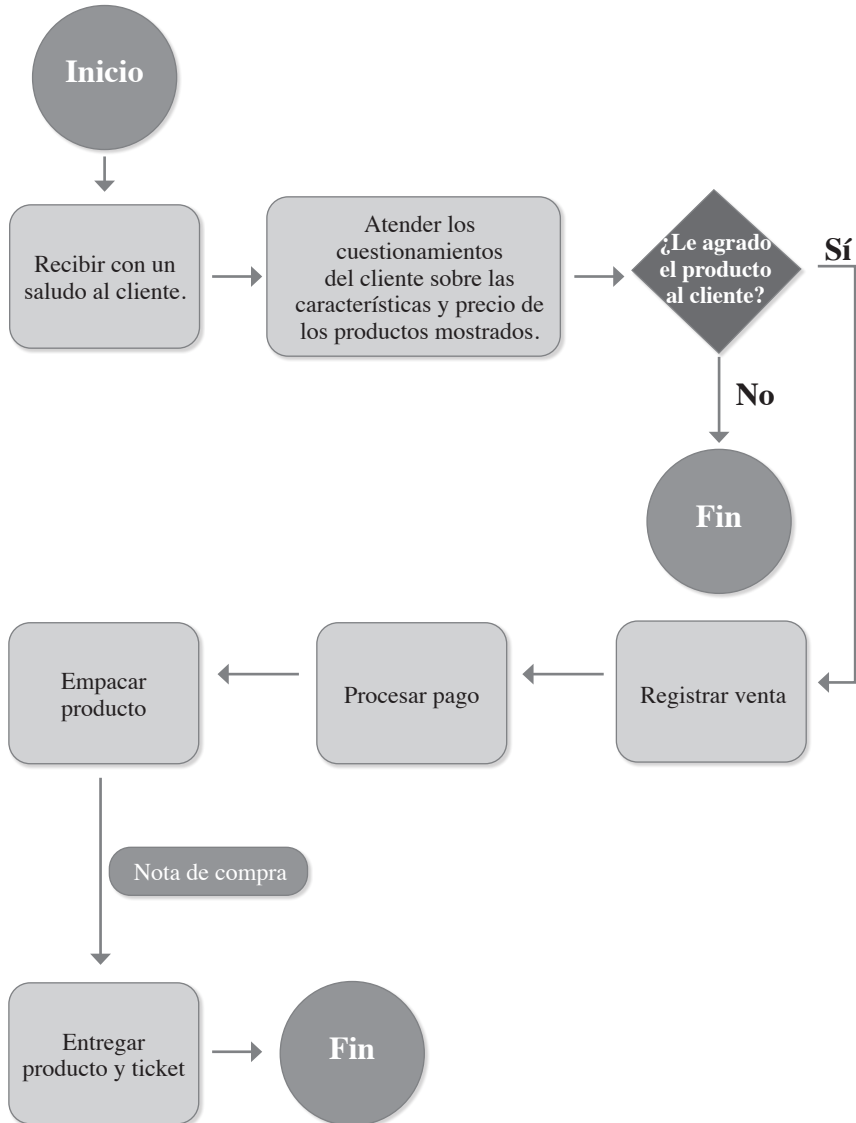 Inicio
Recibir con un
saludo al cliente.
Atender los
cuestionamientos
del cliente sobre las
características y precio de
los productos mostrados.
¿Le agrado
el producto
al cliente?
Sí
No
Fin
Registrar venta
Procesar pago
Empacar
producto
Nota de compra
Entregar
producto y ticket
Fin